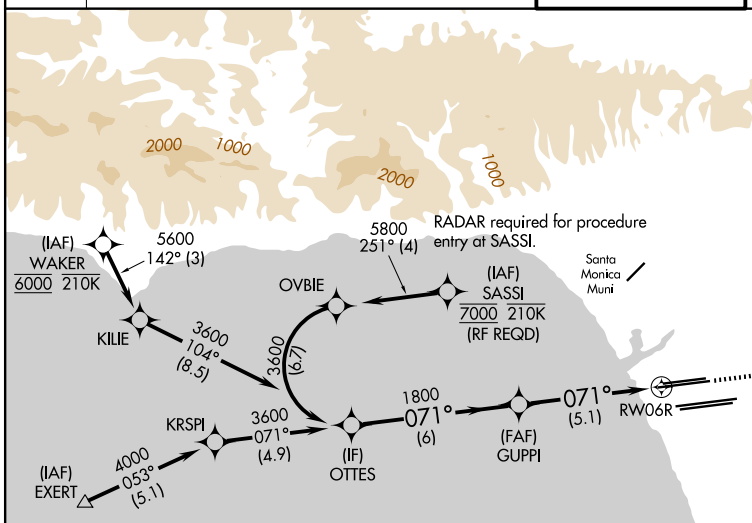 2000
1000
2000
1000
(IAF)
WAKER
6000 210K
5600
142° (3)
5800
251° (4)
RADAR required for procedure
entry at SASSI.
Santa
Monica
Muni
OVBIE
(IAF)
SASSI
7000 210K
(RF REQD)
KILIE
3600
104°
(8.5)
3600
(6.7)
KRSPI
3600
071°
(4.9)
1800
071°
(6)
071°
(5.1)
RW06R
(IF)
OTTES
(FAF)
GUPPI
(IAF)
EXERT
4000
053°
(5.1)